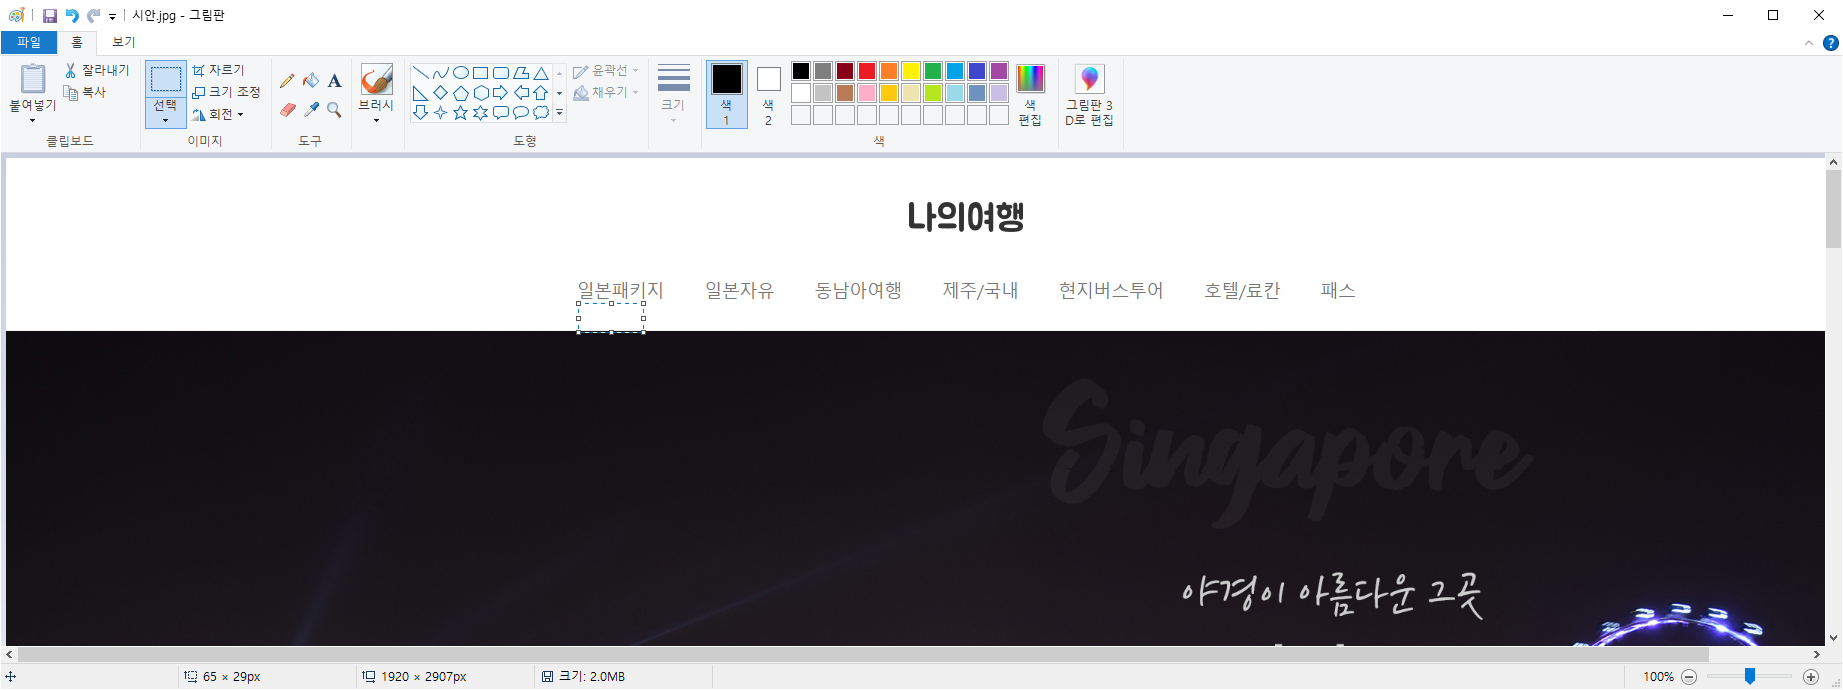 시안.jpg - 그림판
파일 홈 보기
붙여넣기
잘라내기
복사
클립보드
선택
자르기
크기 조정
회전
이미지
도구
브러시
윤곽선
채우기
도형
크기
색
1
색
2
색
편집
색
그림판 3
D로 편집
나의여행
일본패키지 일본자유 동남아여행 제주/국내 현지버스투어 호텔/료칸 패스
Singapore
야경이 아름다운 그곳
65 × 29px
1920 × 2907px
크기: 2.0MB
100%